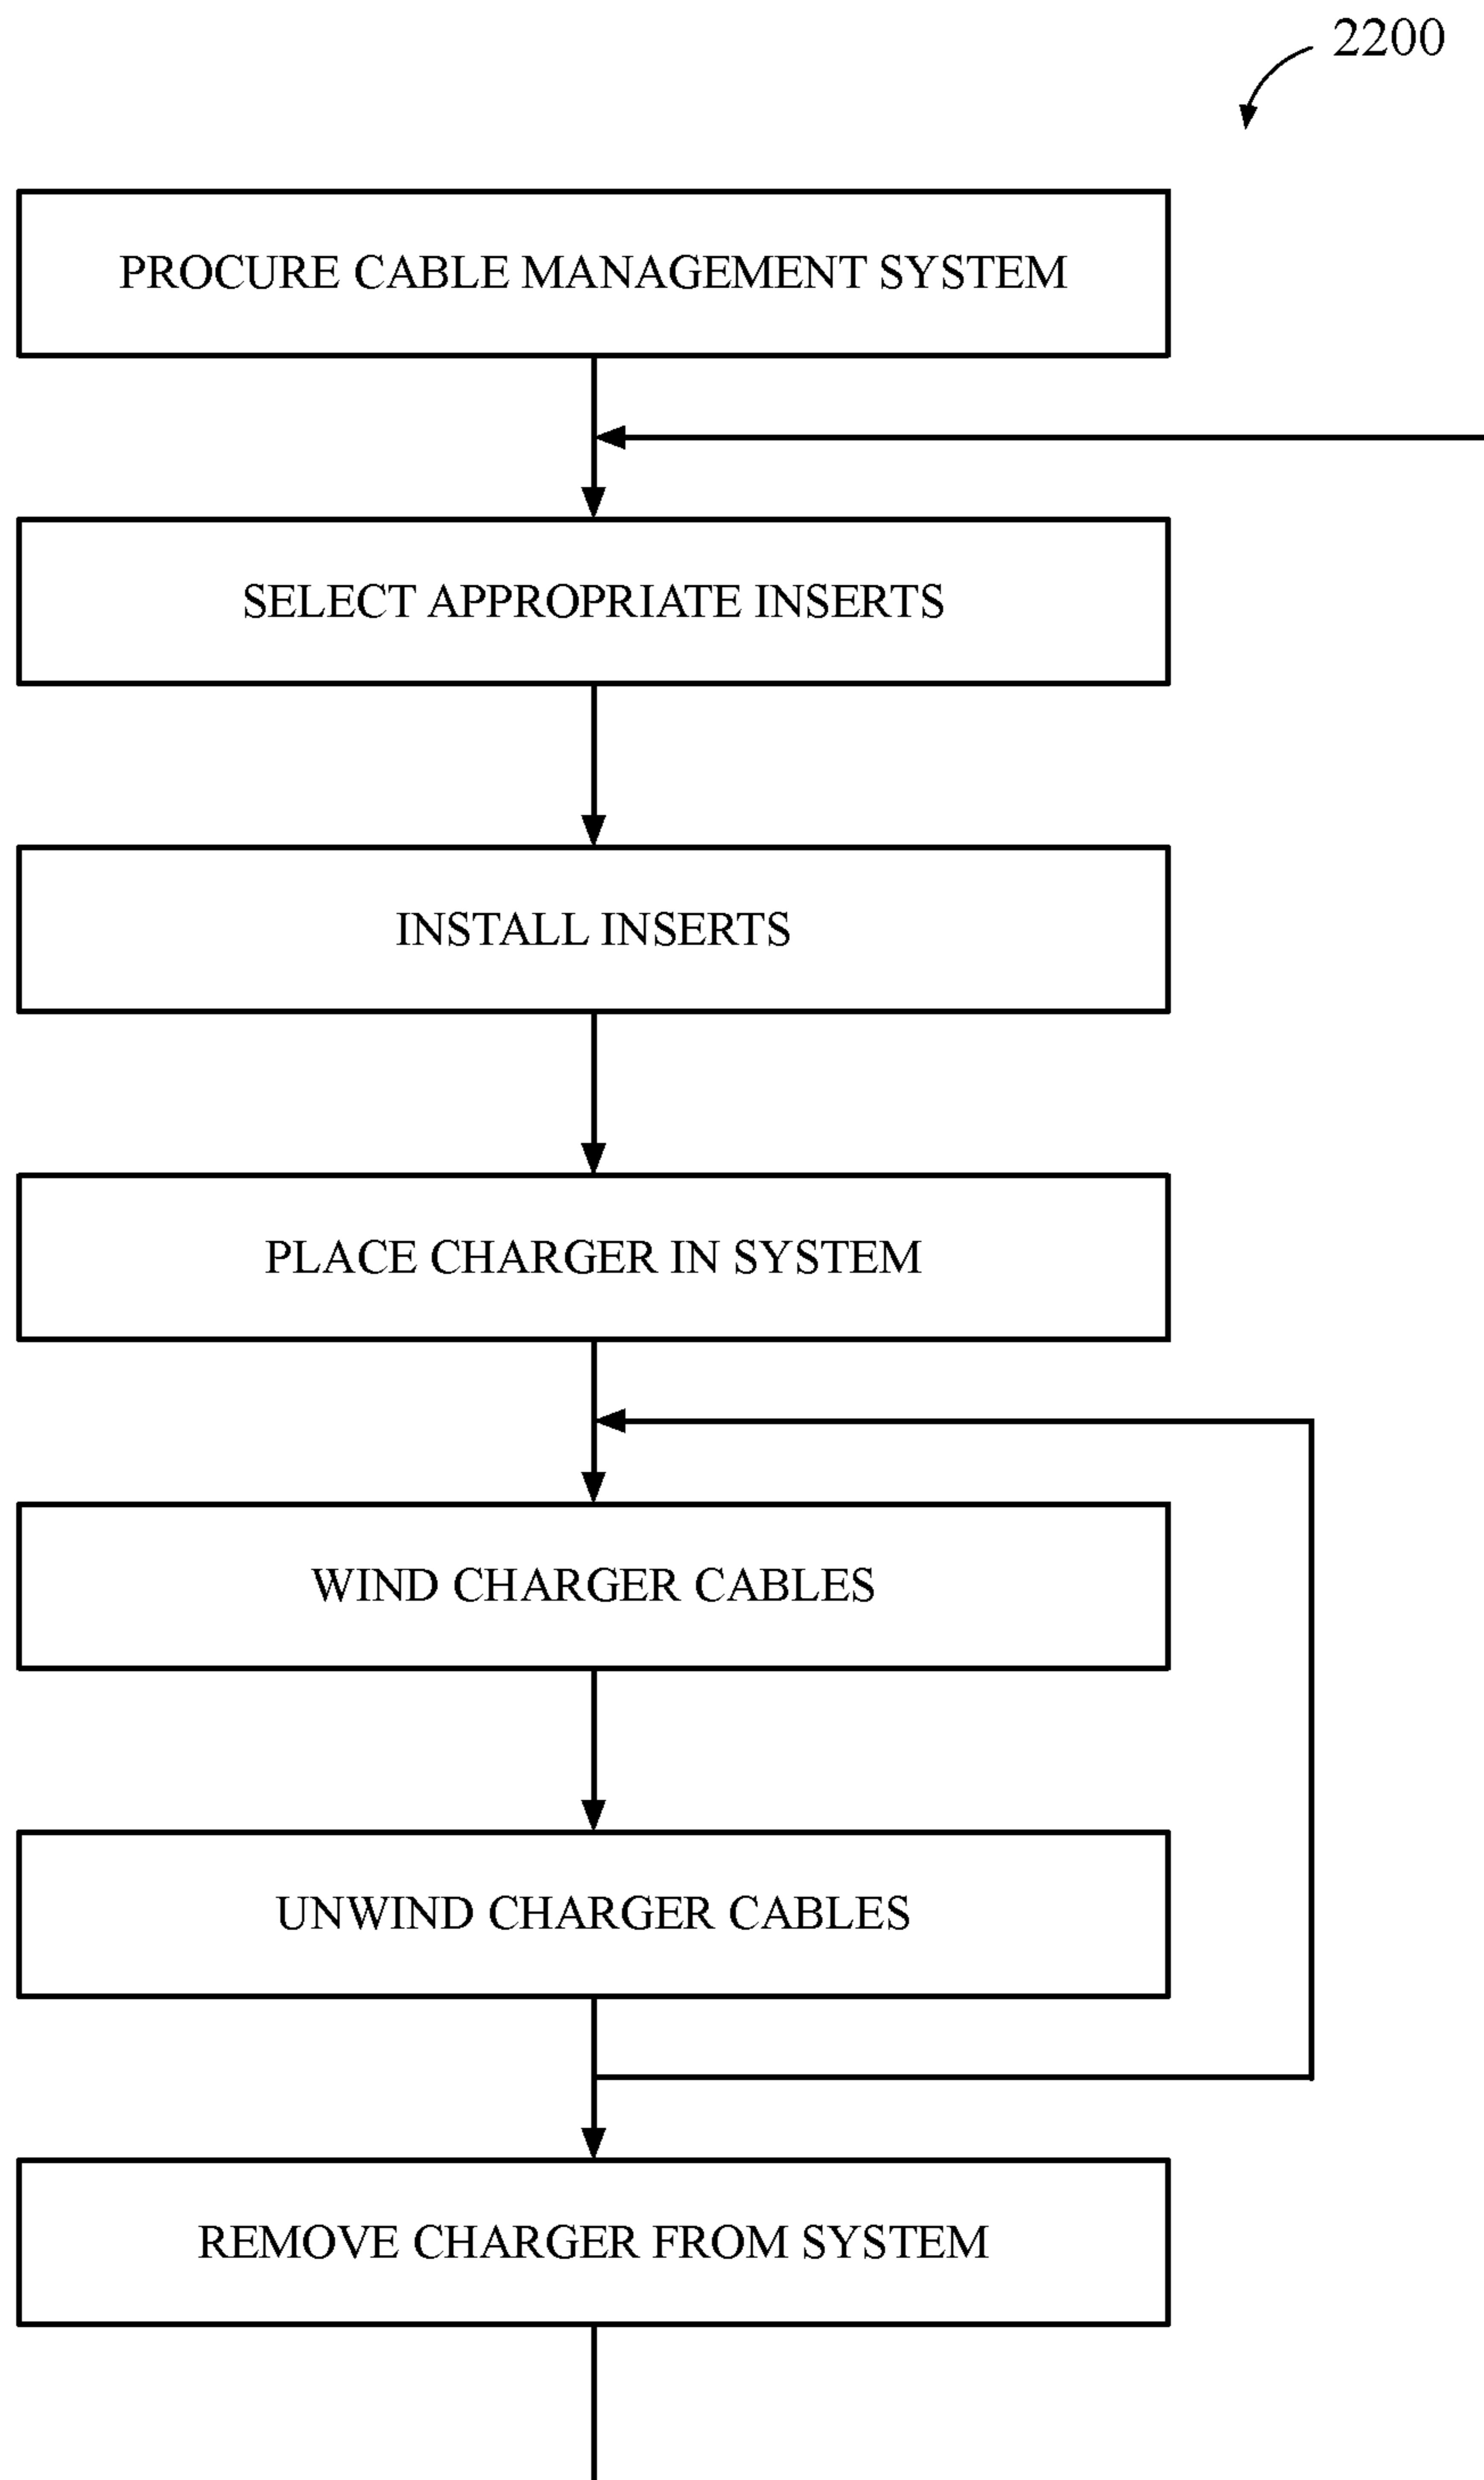 2200
PROCURE CABLE MANAGEMENT SYSTEM
SELECT APPROPRIATE INSERTS
INSTALL INSERTS
PLACE CHARGER IN SYSTEM
WIND CHARGER CABLES
UNWIND CHARGER CABLES
REMOVE CHARGER FROM SYSTEM